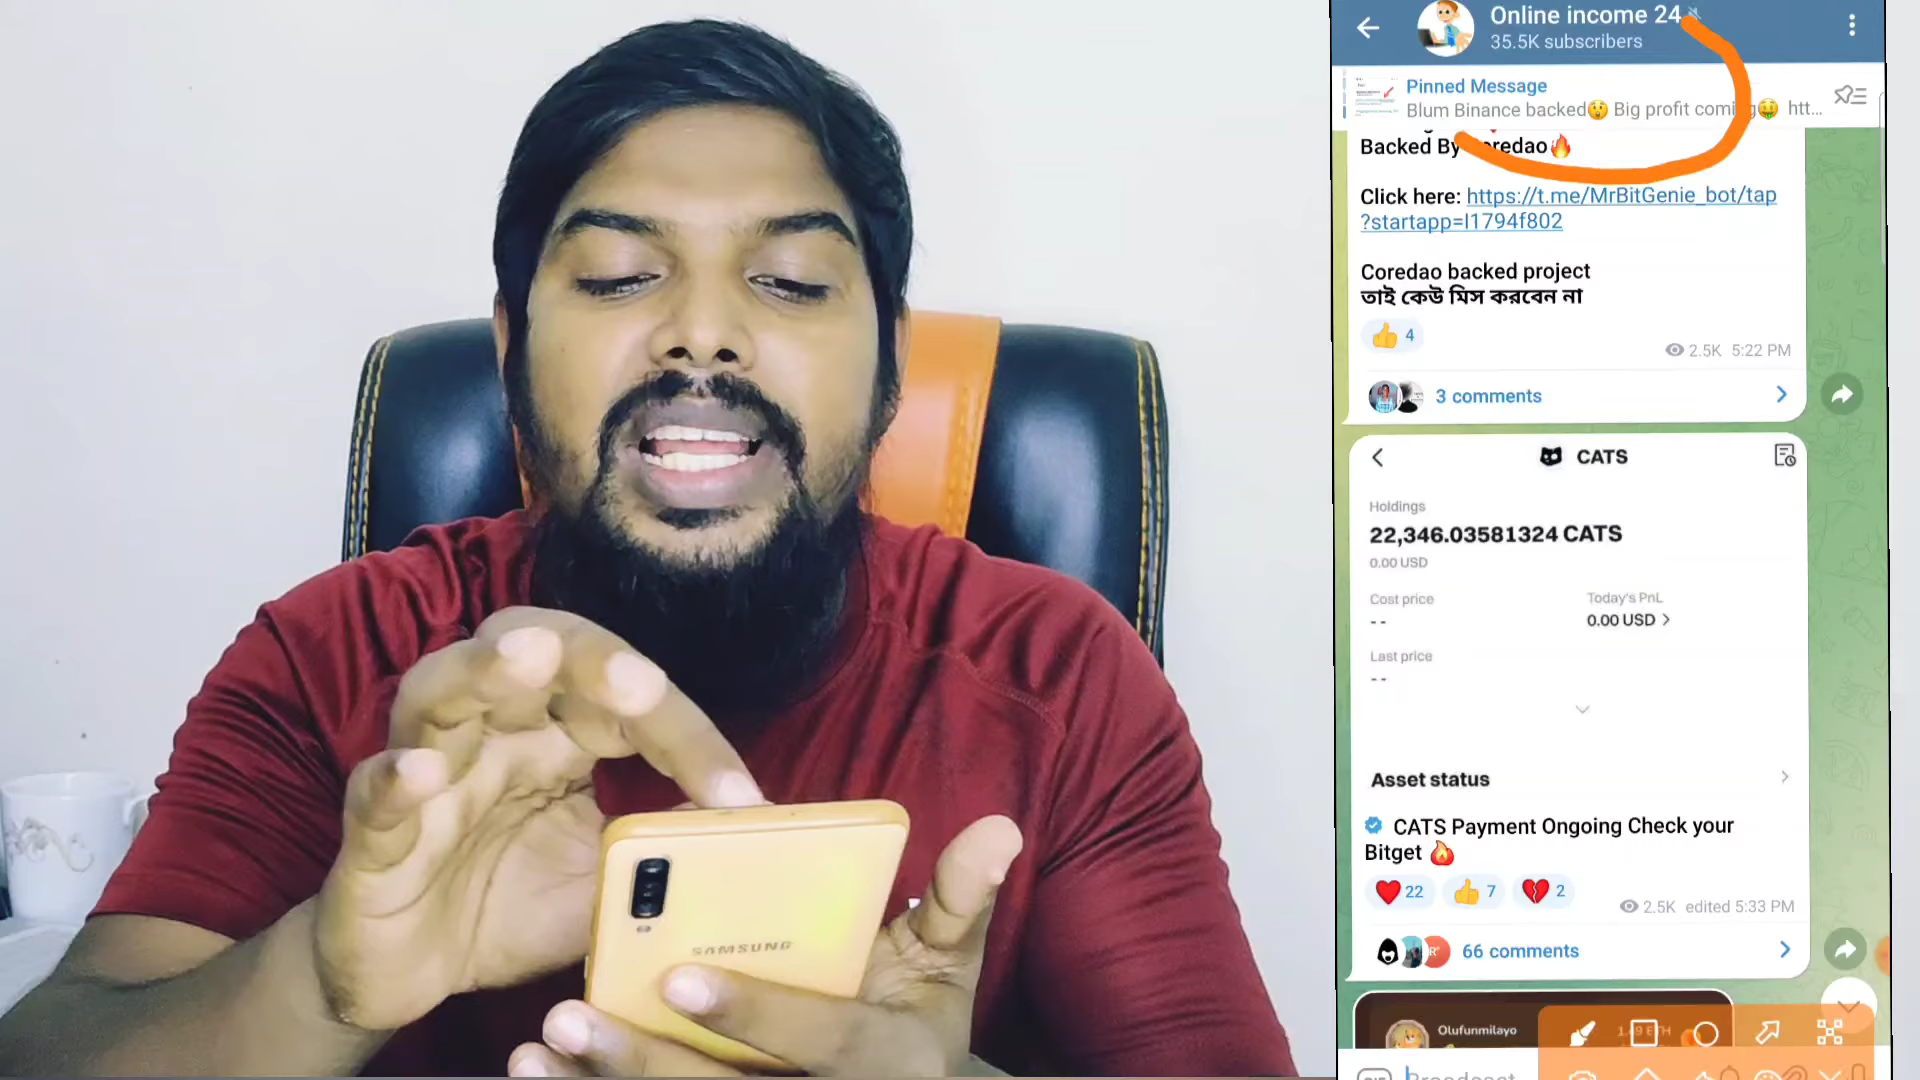 Online income 24
35.5K subscribers
Pinned Message
Blum Binance backed😲 Big profit coming🤑 htt...
Backed By Coredao🔥
Click here: https://t.me/MrBitGenie_bot/tap
?startapp=I1794f802
Coredao backed project
তাই কেউ মিস করবেন না
👍 4
2.5K 5:22 PM
3 comments
CATS
Holdings
22,346.03581324 CATS
0.00 USD
Cost price
Today's PnL
--
0.00 USD >
Last price
--
Asset status
CATS Payment Ongoing Check your
Bitget 🔥
❤ 22 👍 7 💔 2
2.5K edited 5:33 PM
66 comments
Olufunmilayo
SAMSUNG